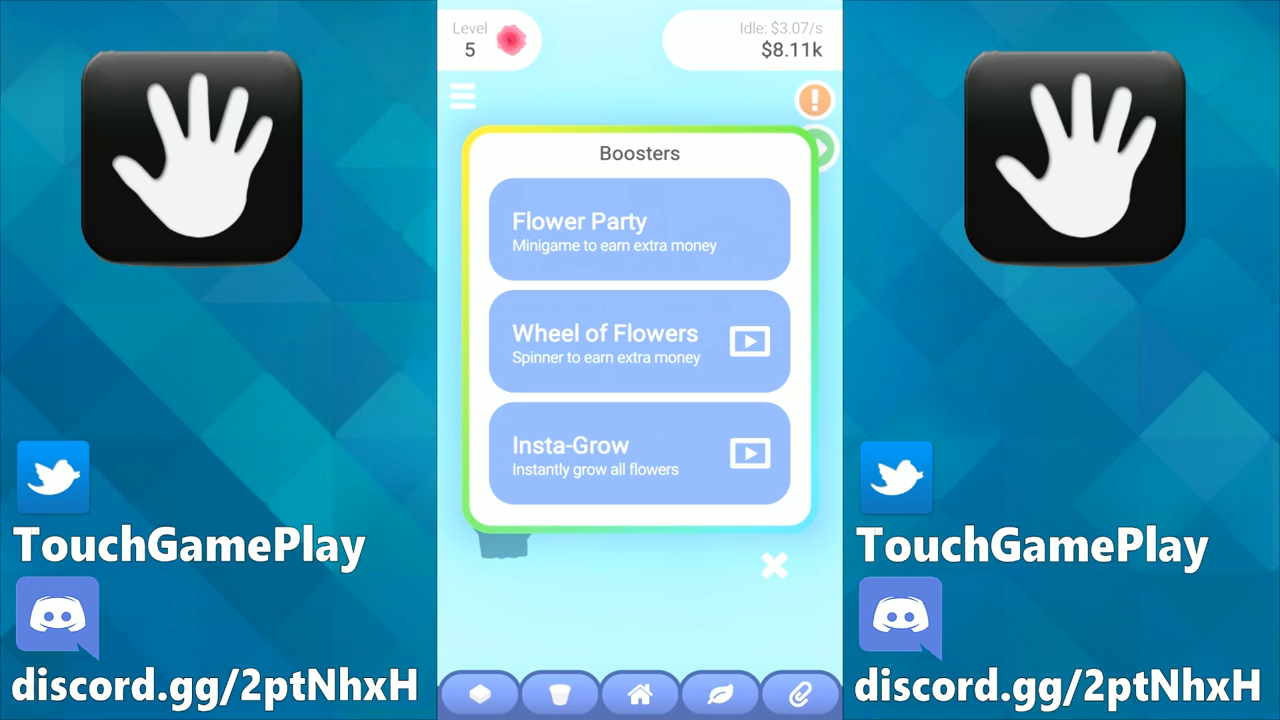 Level
5
Idle: $3.07/s
$8.11k
Boosters
Flower Party
Minigame to earn extra money
Wheel of Flowers
Spinner to earn extra money
Insta-Grow
Instantly grow all flowers
TouchGamePlay
discord.gg/2ptNhxH
TouchGamePlay
discord.gg/2ptNhxH